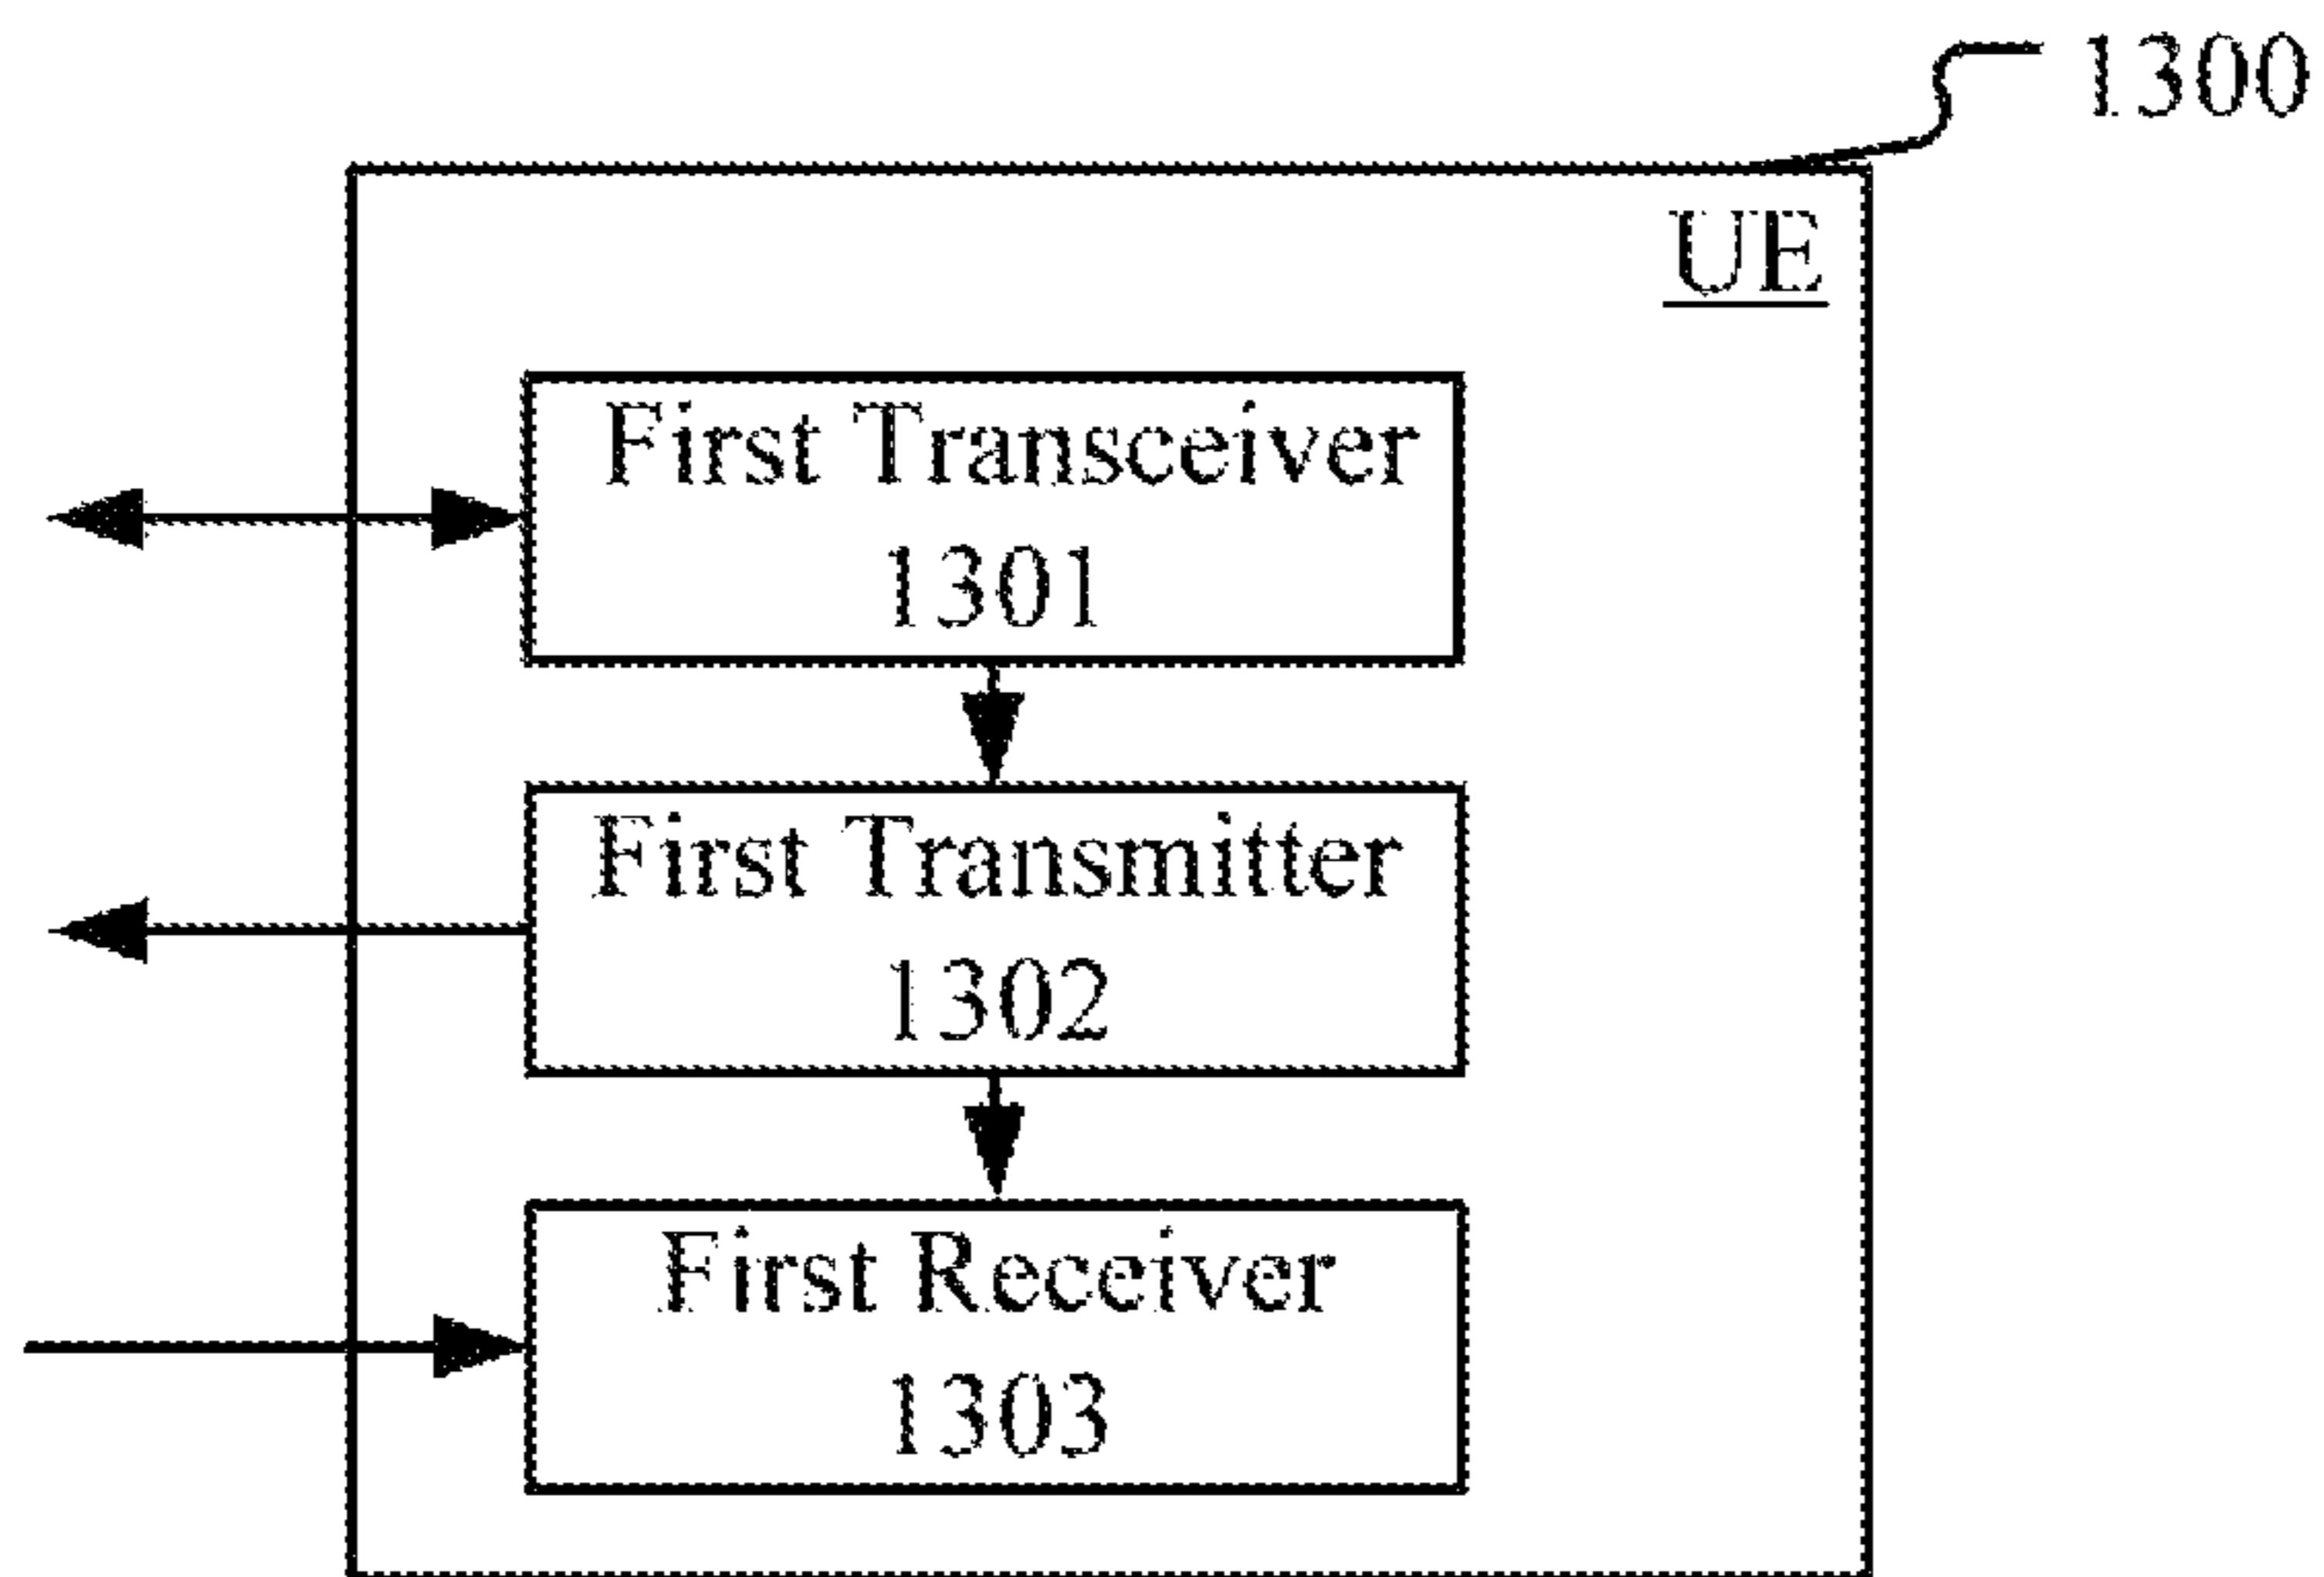 1300
UE
First Transceiver
1301
First Transmitter
1302
First Receiver
1303